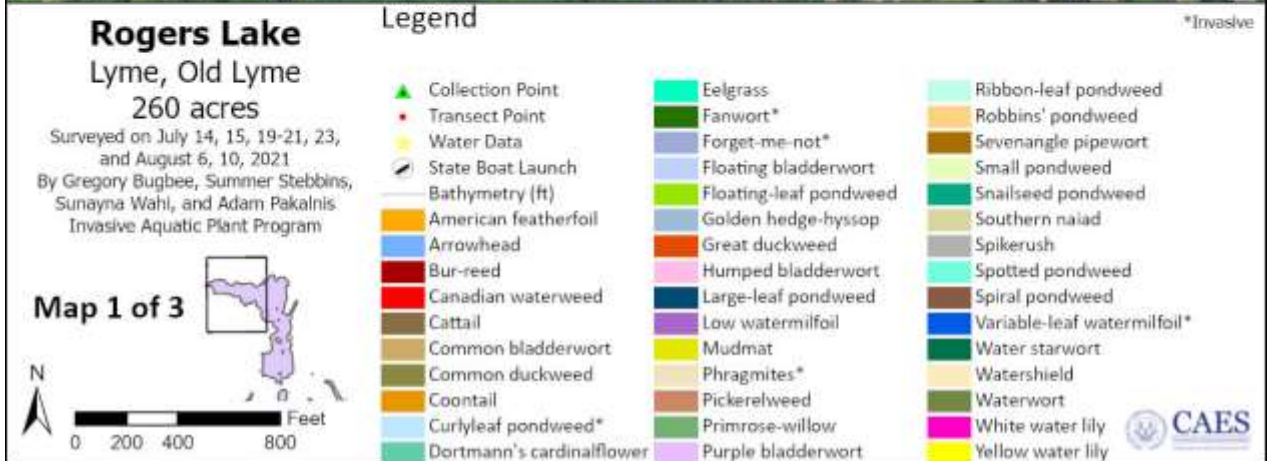 Rogers Lake
Lyme, Old Lyme
260 acres
Surveyed on July 14, 15, 19-21, 23,
and August 6, 10, 2021
By Gregory Bugbee, Summer Stebbins,
Sunayna Wahl, and Adam Pakalnis
Invasive Aquatic Plant Program
Map 1 of 3
N
Feet
0 200 400 800
Legend
*Invasive
Collection Point
Transect Point
Water Data
State Boat Launch
Bathymetry (ft)
American featherfoil
Arrowhead
Bur-reed
Canadian waterweed
Cattail
Common bladderwort
Common duckweed
Coontail
Curlyleaf pondweed*
Dortmann's cardinalflower
Eelgrass
Fanwort*
Forget-me-not*
Floating bladderwort
Floating-leaf pondweed
Golden hedge-hyssop
Great duckweed
Humped bladderwort
Large-leaf pondweed
Low watermilfoil
Mudmat
Phragmites*
Pickerelweed
Primrose-willow
Purple bladderwort
Ribbon-leaf pondweed
Robbins' pondweed
Sevenangle pipewort
Small pondweed
Snailseed pondweed
Southern naiad
Spikerush
Spotted pondweed
Spiral pondweed
Variable-leaf watermilfoil*
Water starwort
Watershield
Waterwort
White water lily
Yellow water lily
CAES